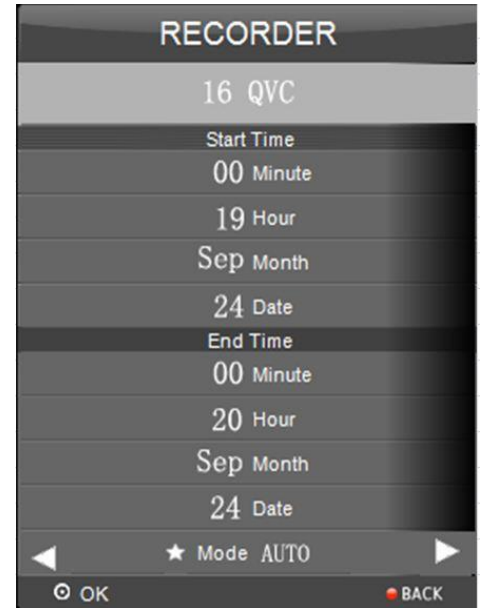 RECORDER
16 QVC
Start Time
00 Minute
19 Hour
Sep Month
24 Date
End Time
00 Minute
20 Hour
Sep Month
24 Date
Mode AUTO
OK BACK